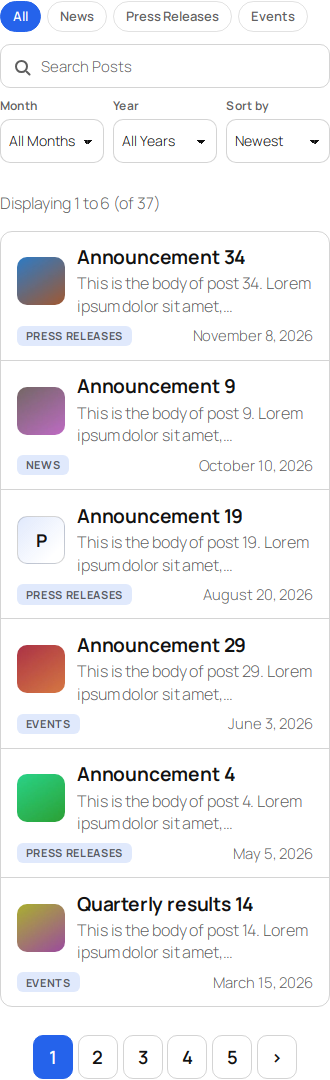 All News Press Releases Events
Search Posts
Month Year Sort by
All Months All Years Newest
Displaying 1 to 6 (of 37)
Announcement 34
This is the body of post 34. Lorem
ipsum dolor sit amet,...
PRESS RELEASES November 8, 2026
Announcement 9
This is the body of post 9. Lorem
ipsum dolor sit amet,...
NEWS October 10, 2026
Announcement 19
P
This is the body of post 19. Lorem
ipsum dolor sit amet,...
PRESS RELEASES August 20, 2026
Announcement 29
This is the body of post 29. Lorem
ipsum dolor sit amet,...
EVENTS June 3, 2026
Announcement 4
This is the body of post 4. Lorem
ipsum dolor sit amet,...
PRESS RELEASES May 5, 2026
Quarterly results 14
This is the body of post 14. Lorem
ipsum dolor sit amet,...
EVENTS March 15, 2026
1 2 3 4 5 ›